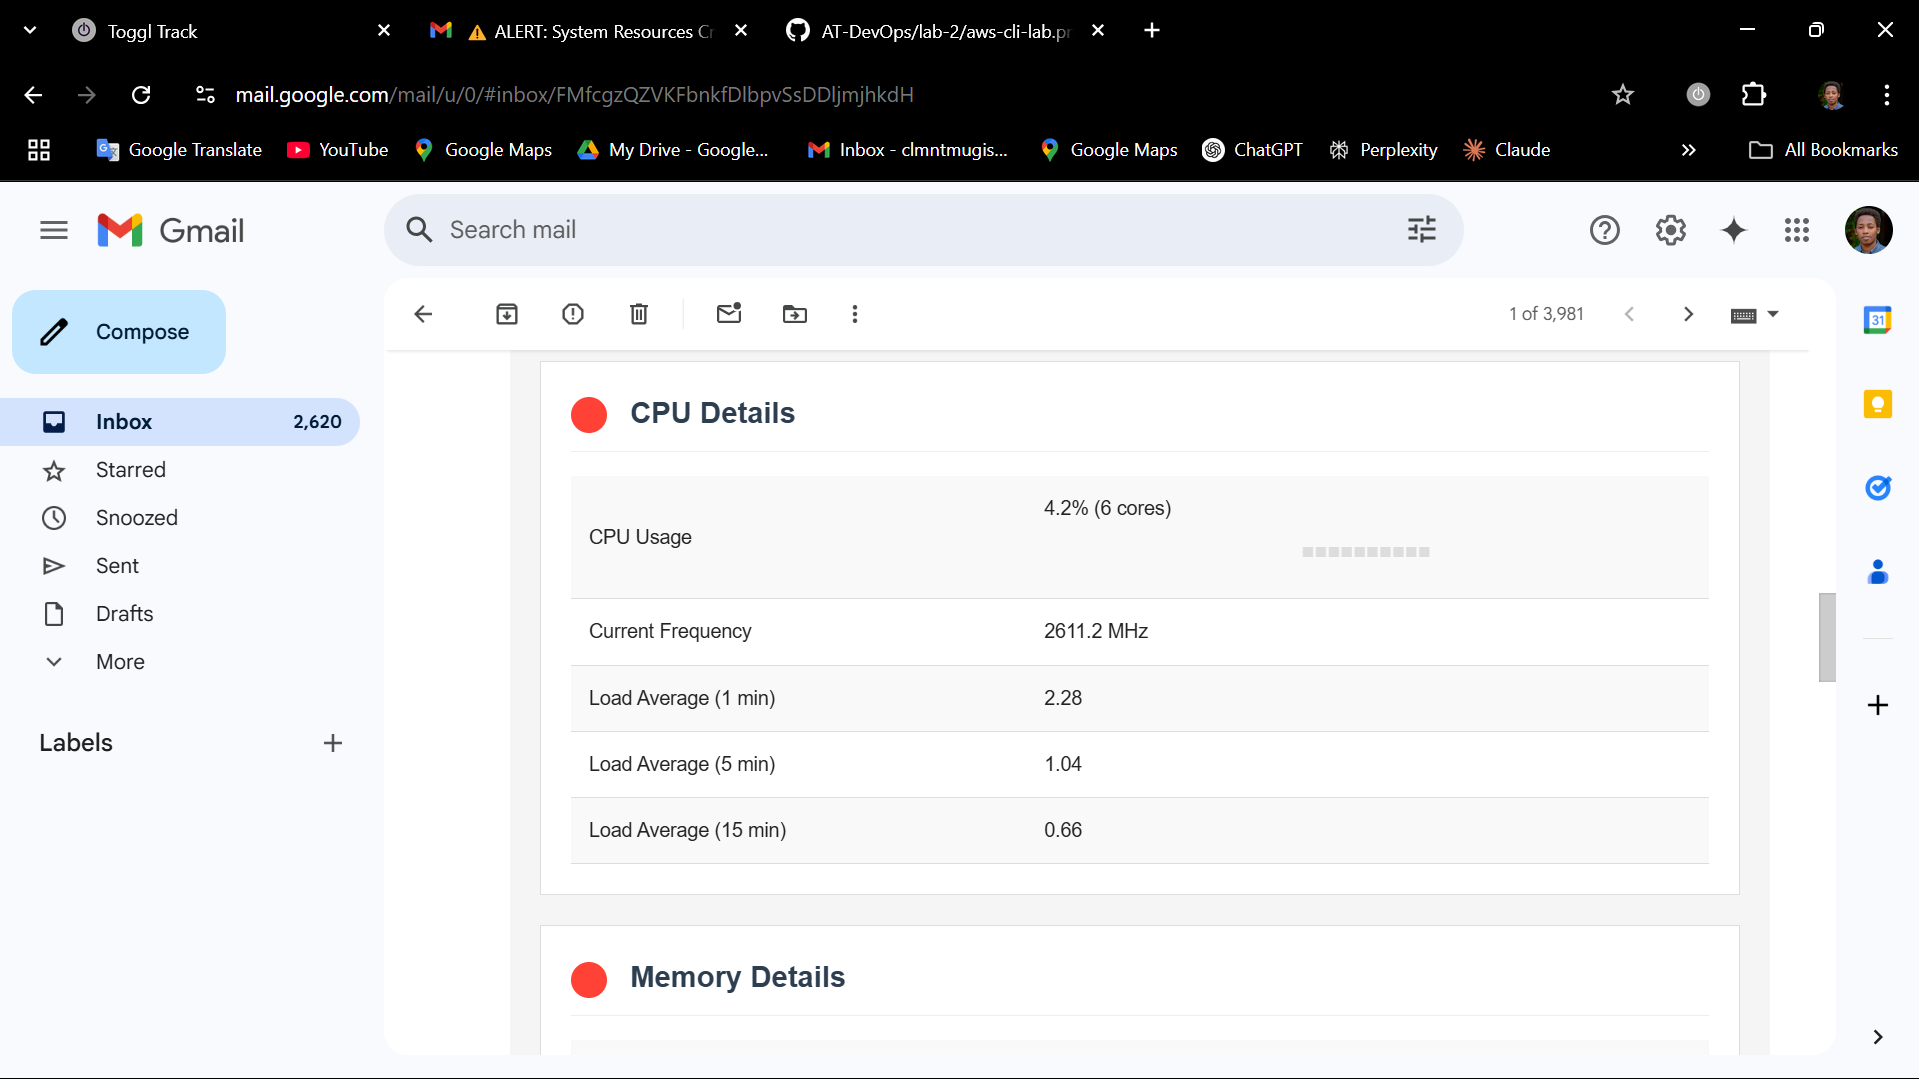 Toggl Track
ALERT: System Resources Cr
AT-DevOps/lab-2/aws-cli-lab.pr
mail.google.com/mail/u/0/#inbox/FMfcgzQZVKFbnkfDlbpvSsDDljmjhkdH
Google Translate
YouTube
Google Maps
My Drive - Google...
Inbox - clmntmugis...
Google Maps
ChatGPT
Perplexity
Claude
All Bookmarks
Gmail
Search mail
Compose
1 of 3,981
31
Inbox 2,620
Starred
Snoozed
Sent
Drafts
More
Labels
CPU Details
CPU Usage 4.2% (6 cores)
Current Frequency 2611.2 MHz
Load Average (1 min) 2.28
Load Average (5 min) 1.04
Load Average (15 min) 0.66
Memory Details